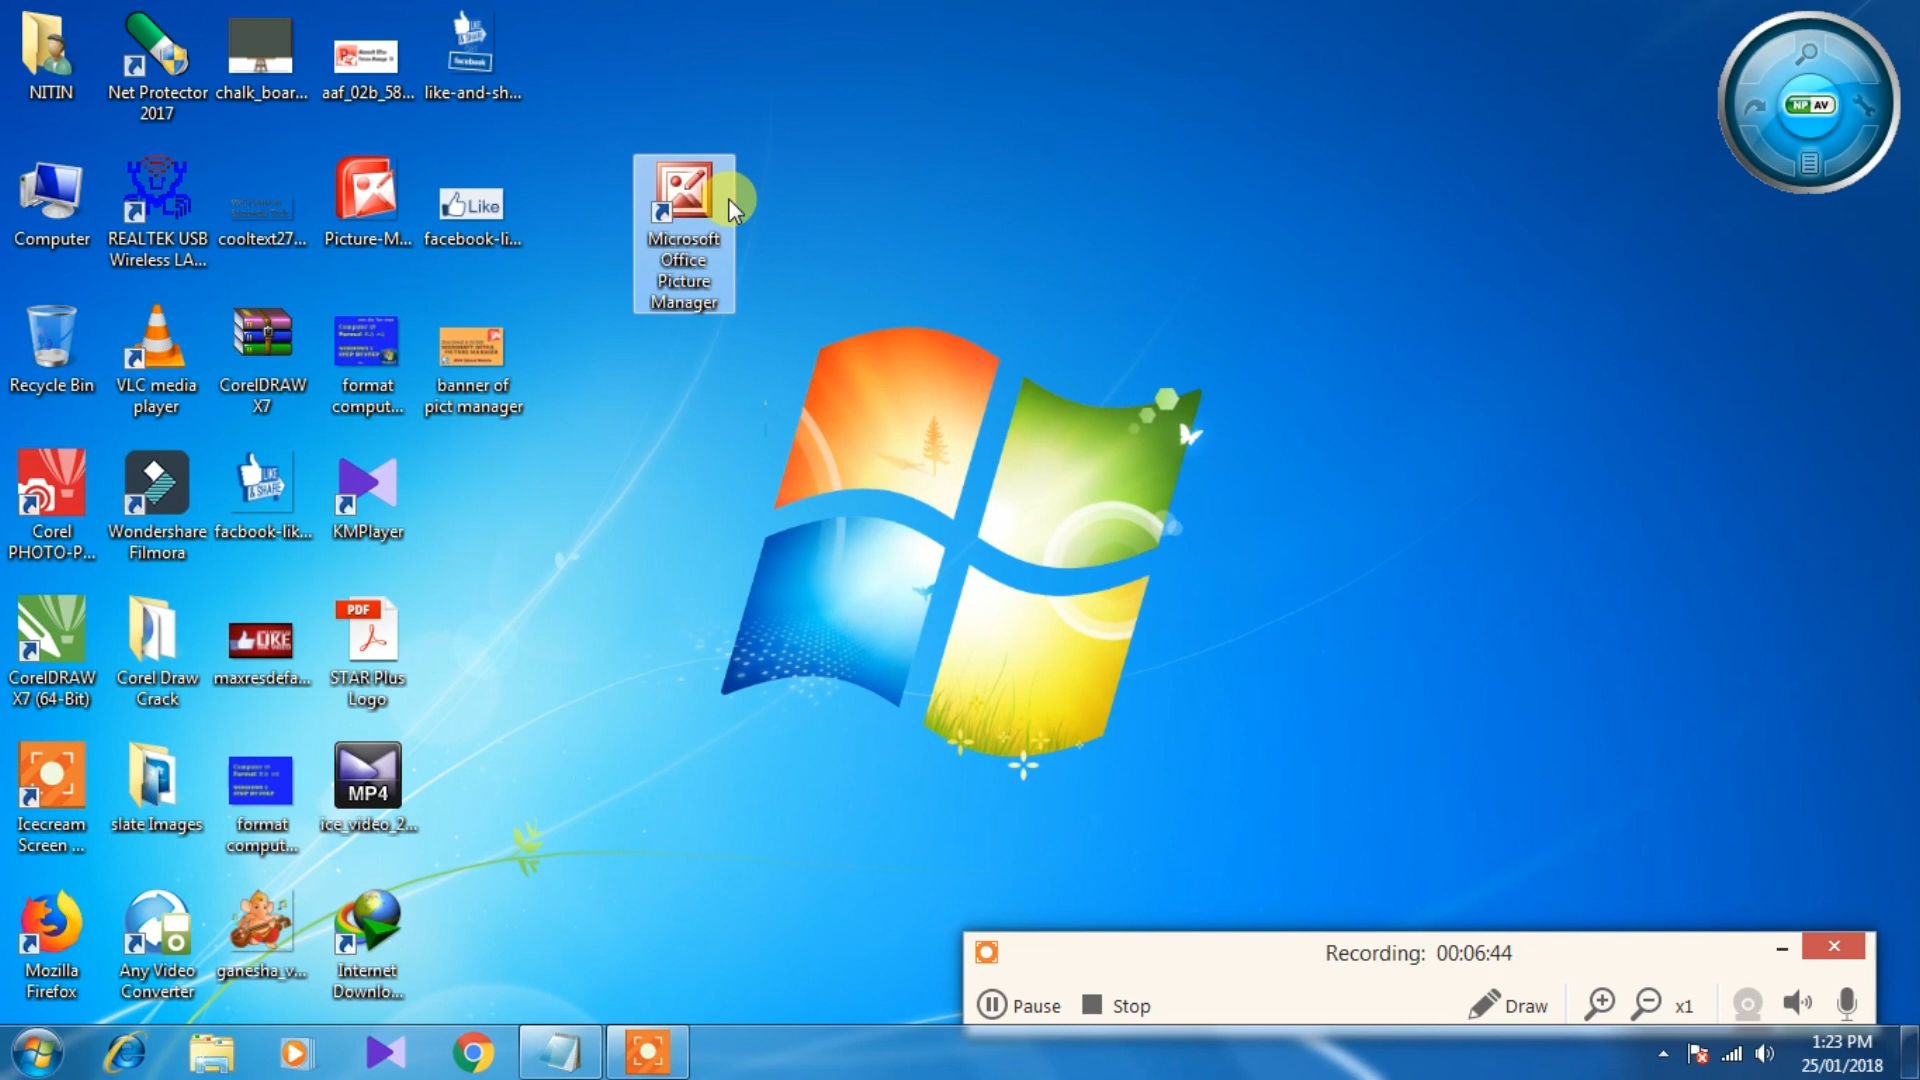 NITIN
Net Protector
2017
chalk_boar...
aaf_02b_58...
like-and-sh...
facebook
NP AV
Computer
REALTEK USB
Wireless LA...
cooltext27...
Picture-M...
Like
facebook-li...
Microsoft
Office
Picture
Manager
Recycle Bin
VLC media
player
CorelDRAW
X7
format
comput...
banner of
pict manager
Corel
PHOTO-P...
Wondershare
Filmora
LIKE
& SHARE
facbook-lik...
KMPlayer
CorelDRAW
X7 (64-Bit)
Corel Draw
Crack
LIKE
maxresdefa...
PDF
STAR Plus
Logo
Icecream
Screen ...
slate Images
format
comput...
MP4
ice_video_2...
Mozilla
Firefox
Any Video
Converter
ganesha_v...
Internet
Downlo...
Recording: 00:06:44
Pause
Stop
Draw
x1
1:23 PM
25/01/2018